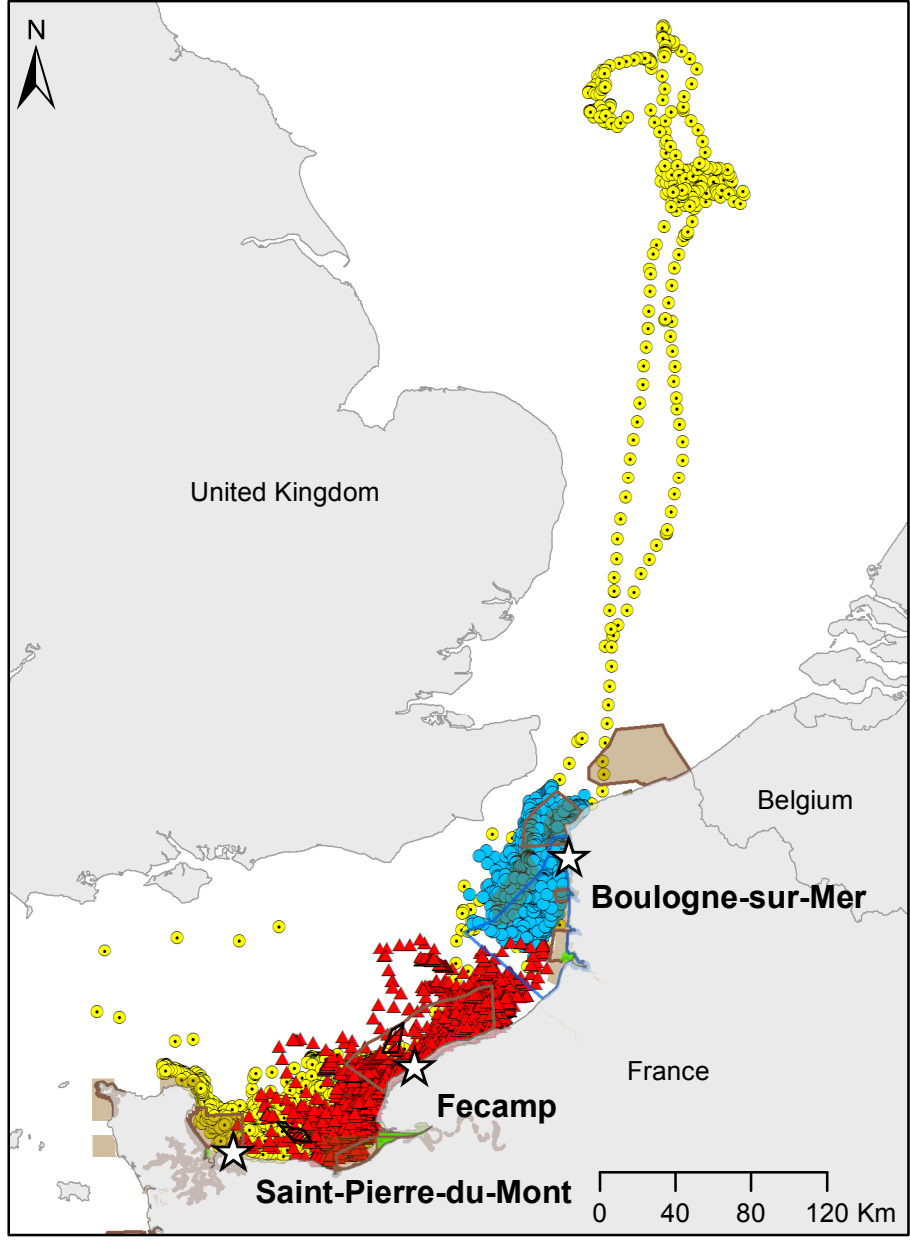 N
United Kingdom
Belgium
Boulogne-sur-Mer
France
Fecamp
Saint-Pierre-du-Mont
0 40 80 120 Km